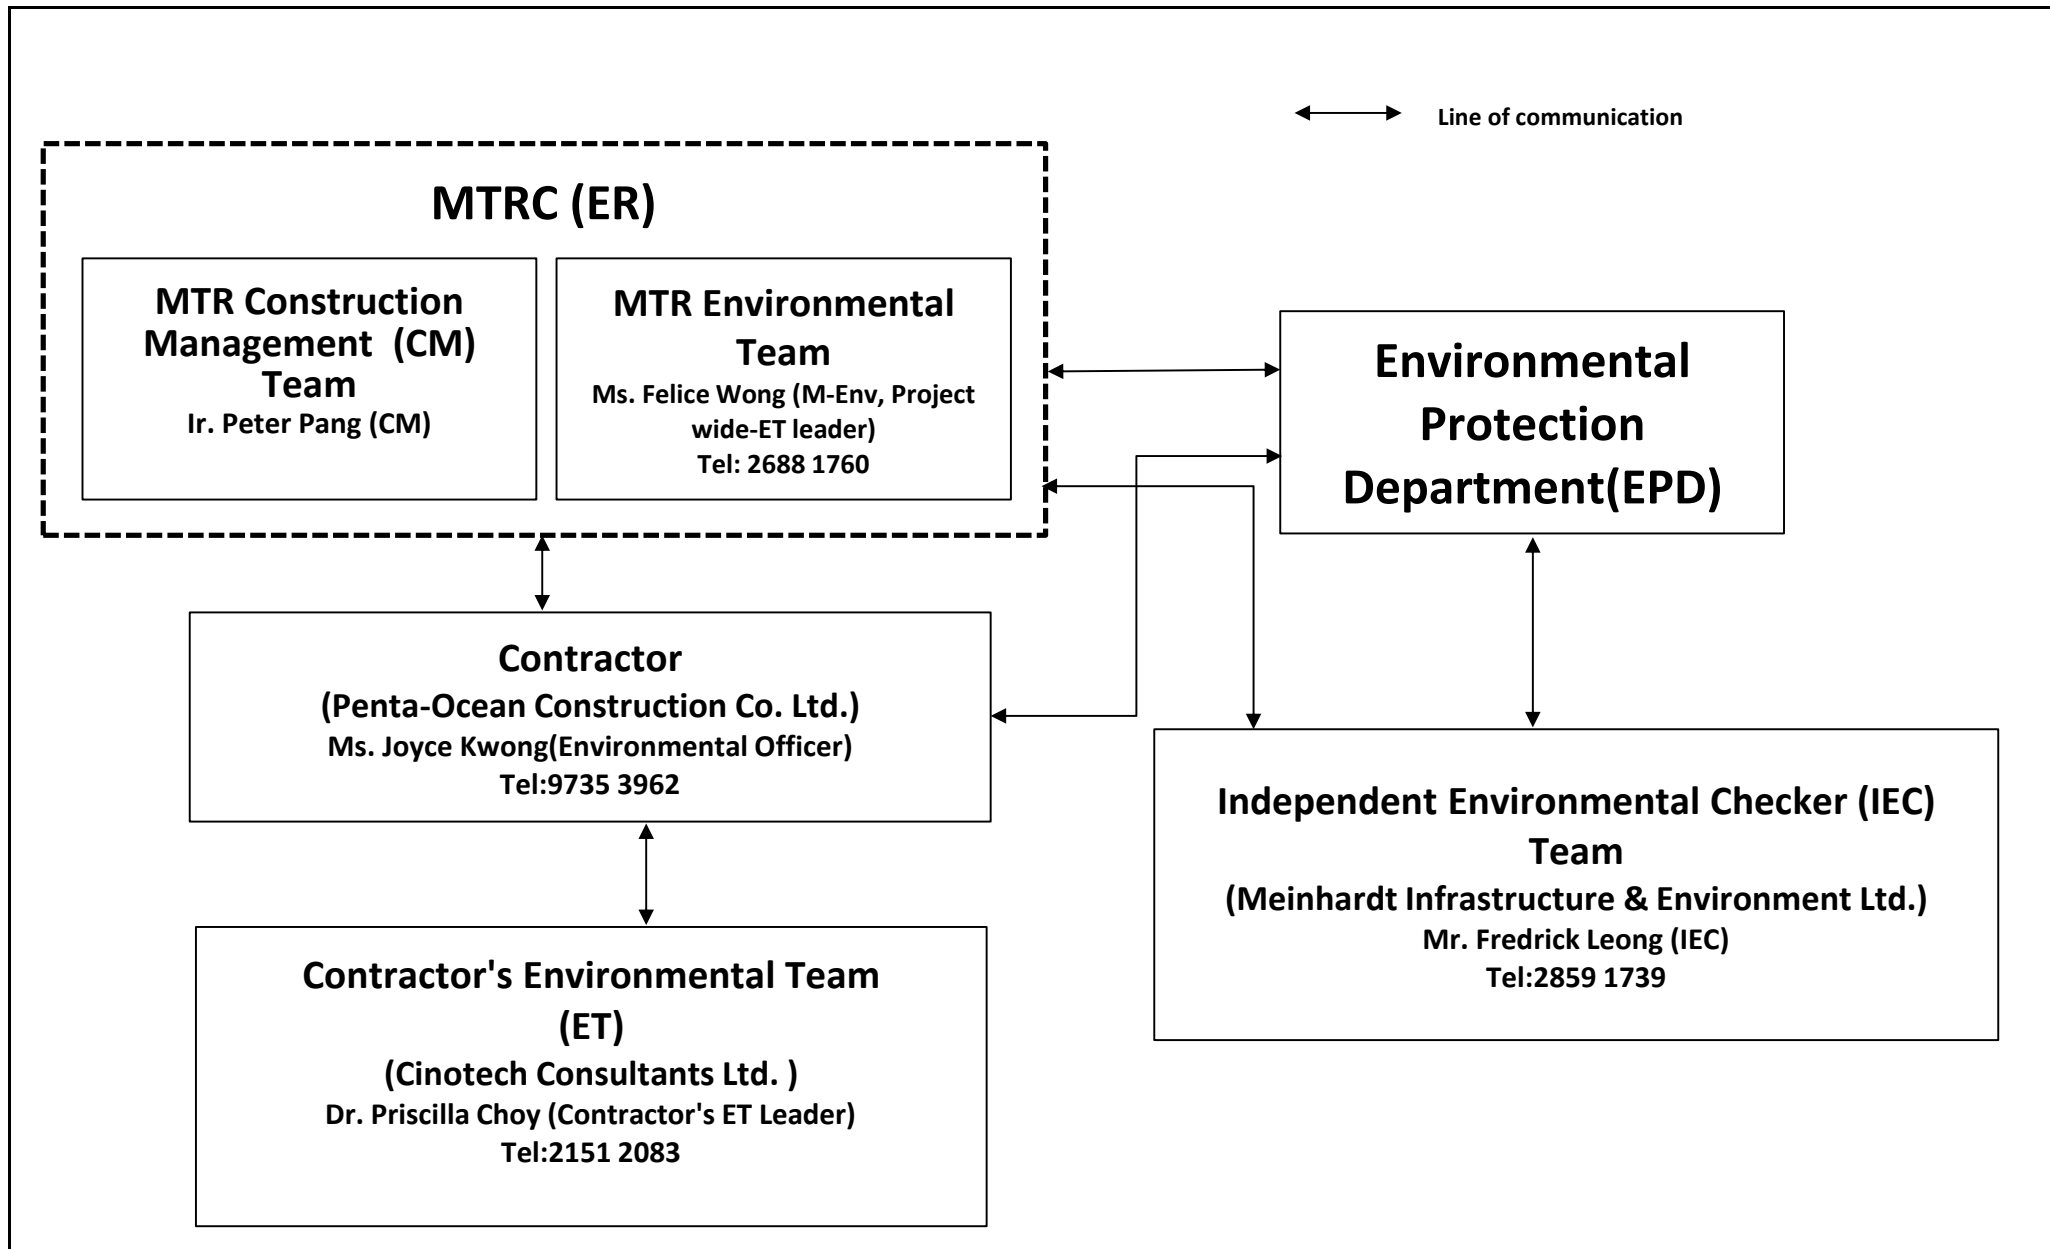 Line of communication
MTRC (ER)
MTR Construction
Management  (CM)
Team
Ir. Peter Pang (CM)
MTR Environmental
Team
Ms. Felice Wong (M-Env, Project
wide-ET leader)
Tel: 2688 1760
Environmental
Protection
Department(EPD)
Contractor
(Penta-Ocean Construction Co. Ltd.)
Ms. Joyce Kwong(Environmental Officer)
Tel:9735 3962
Independent Environmental Checker (IEC)
Team
(Meinhardt Infrastructure & Environment Ltd.)
Mr. Fredrick Leong (IEC)
Tel:2859 1739
Contractor's Environmental Team
(ET)
(Cinotech Consultants Ltd. )
Dr. Priscilla Choy (Contractor's ET Leader)
Tel:2151 2083